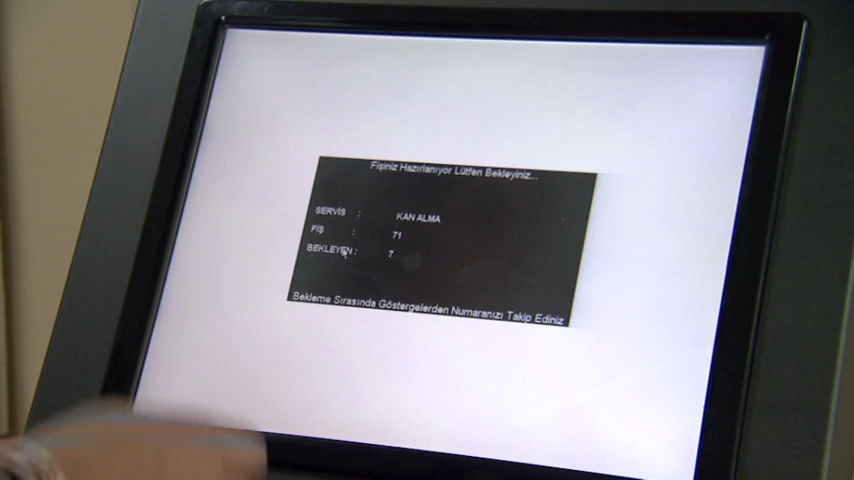 Fişiniz Hazırlanıyor Lütfen Bekleyiniz...
SERVİS : KAN ALMA
FİŞ : 71
BEKLEYEN : 7
Bekleme Sırasında Göstergelerden Numaranızı Takip Ediniz